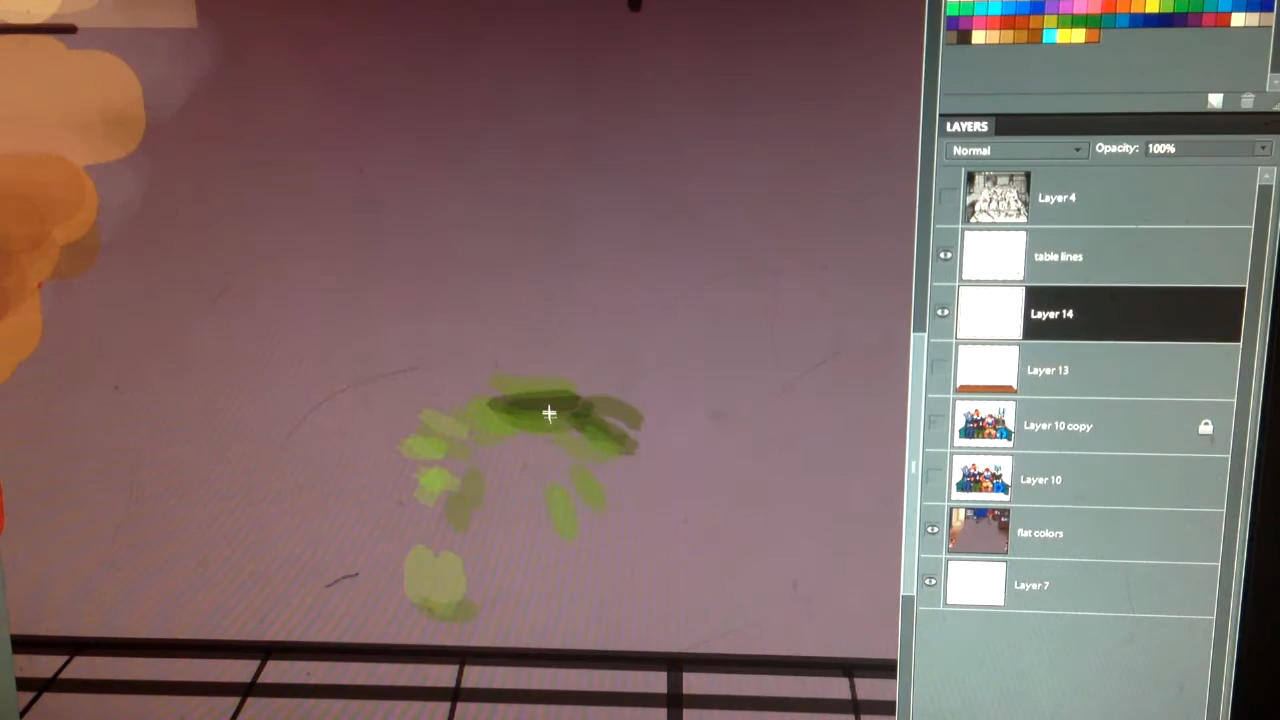 LAYERS
Normal Opacity: 100%
Layer 4
table lines
Layer 14
Layer 13
Layer 10 copy
Layer 10
flat colors
Layer 7